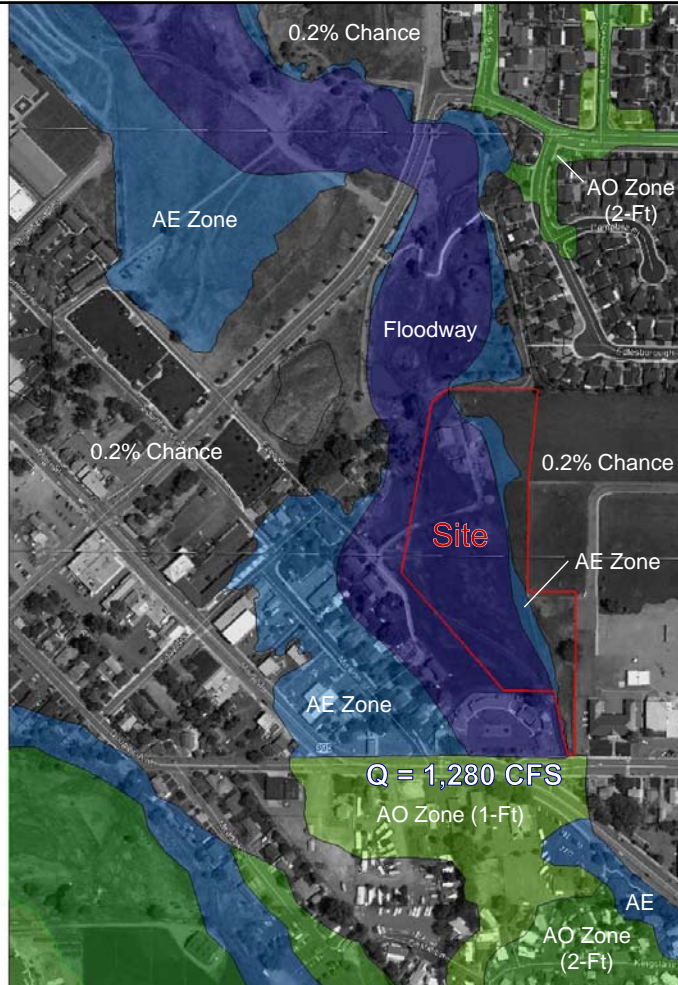 0.2% Chance
AO Zone
(2-Ft)
AE Zone
Floodway
0.2% Chance
0.2% Chance
Site
AE Zone
AE Zone
Q = 1,280 CFS
AO Zone (1-Ft)
AE
AO Zone
(2-Ft)